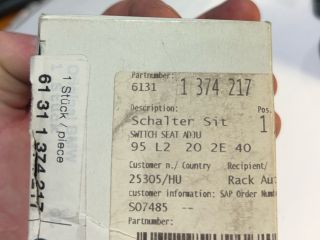 Partnumber:
6131 1 374 217
Description: Pos.
Schalter Sit 1
SWITCH SEAT ADJU
95 L2 20 2E 40
Customer n./ Country Recipient/
25305/HU Rack Au
customer information: SAP Order Num
S07485 --
Partnumber:
1 Stück / piece
61 31 1 374 217